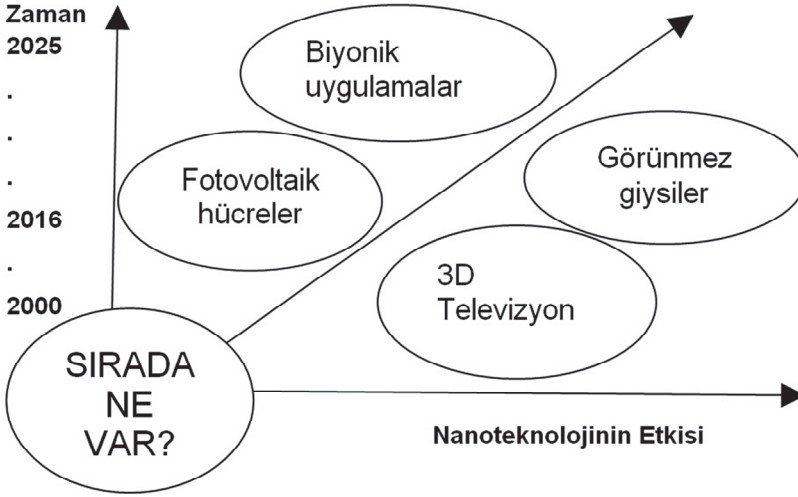 Zaman
2025
.
.
.
2016
.
2000
Biyonik
uygulamalar
Fotovoltaik
hücreler
Görünmez
giysiler
3D
Televizyon
SIRADA
NE
VAR?
Nanoteknolojinin Etkisi